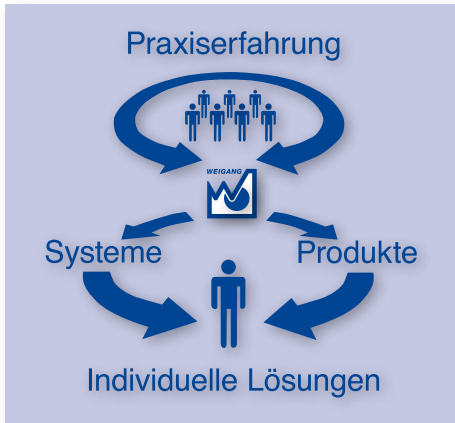 Praxiserfahrung
WEIGANG
Systeme
Produkte
Individuelle Lösungen